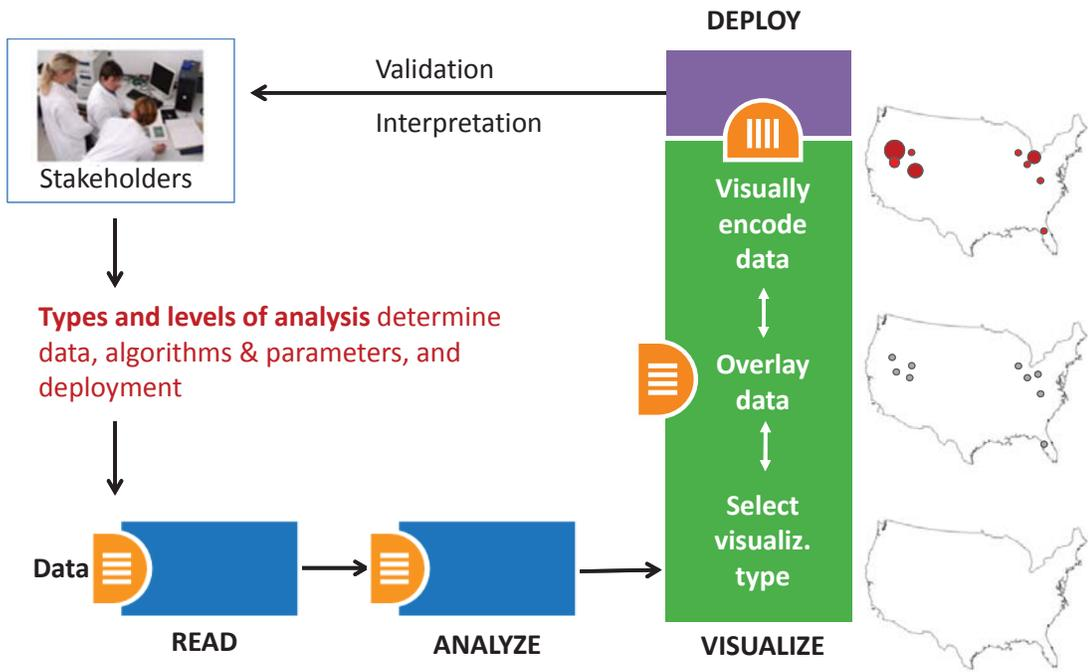 DEPLOY
Validation
Interpretation
Stakeholders
Visually
encode
data
Types and levels of analysis determine
data, algorithms & parameters, and
deployment
Overlay
data
Select
visualiz.
type
Data
READ
ANALYZE
VISUALIZE